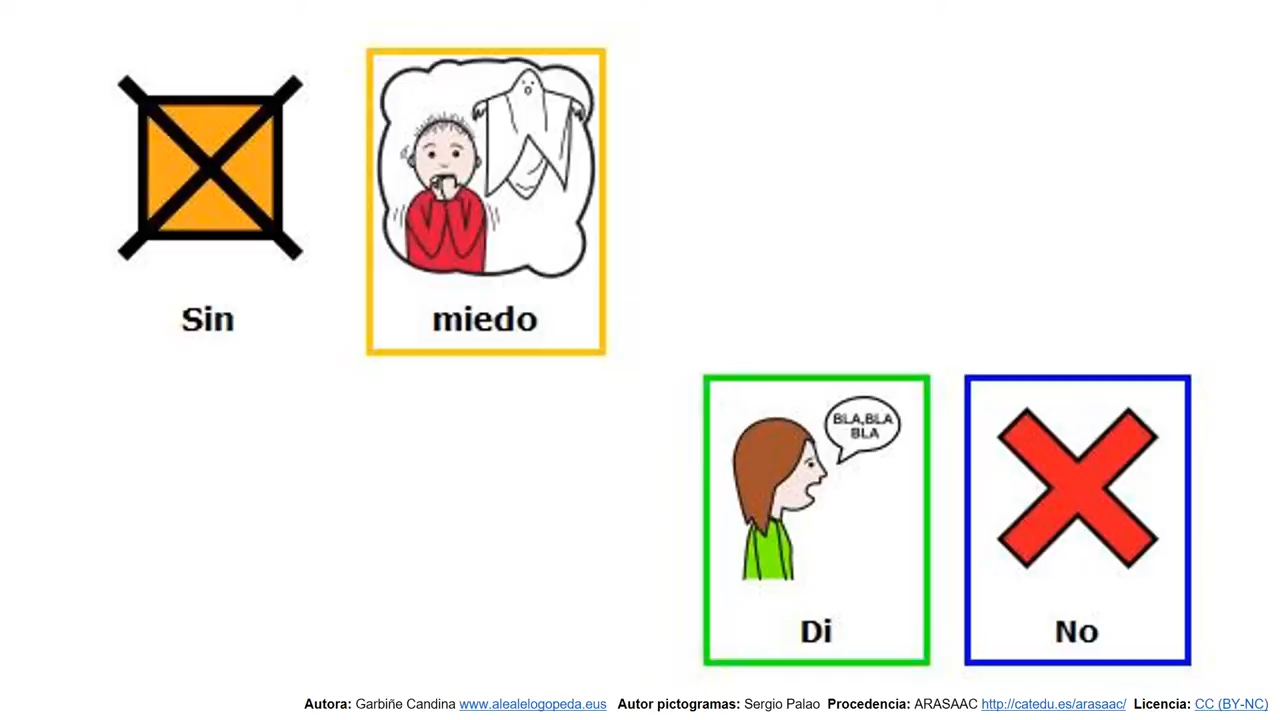 Sin miedo
BLA,BLA
BLA
Di No
Autora: Garbiñe Candina www.alealelogopeda.eus Autor pictogramas: Sergio Palao Procedencia: ARASAAC http://catedu.es/arasaac/ Licencia: CC (BY-NC)